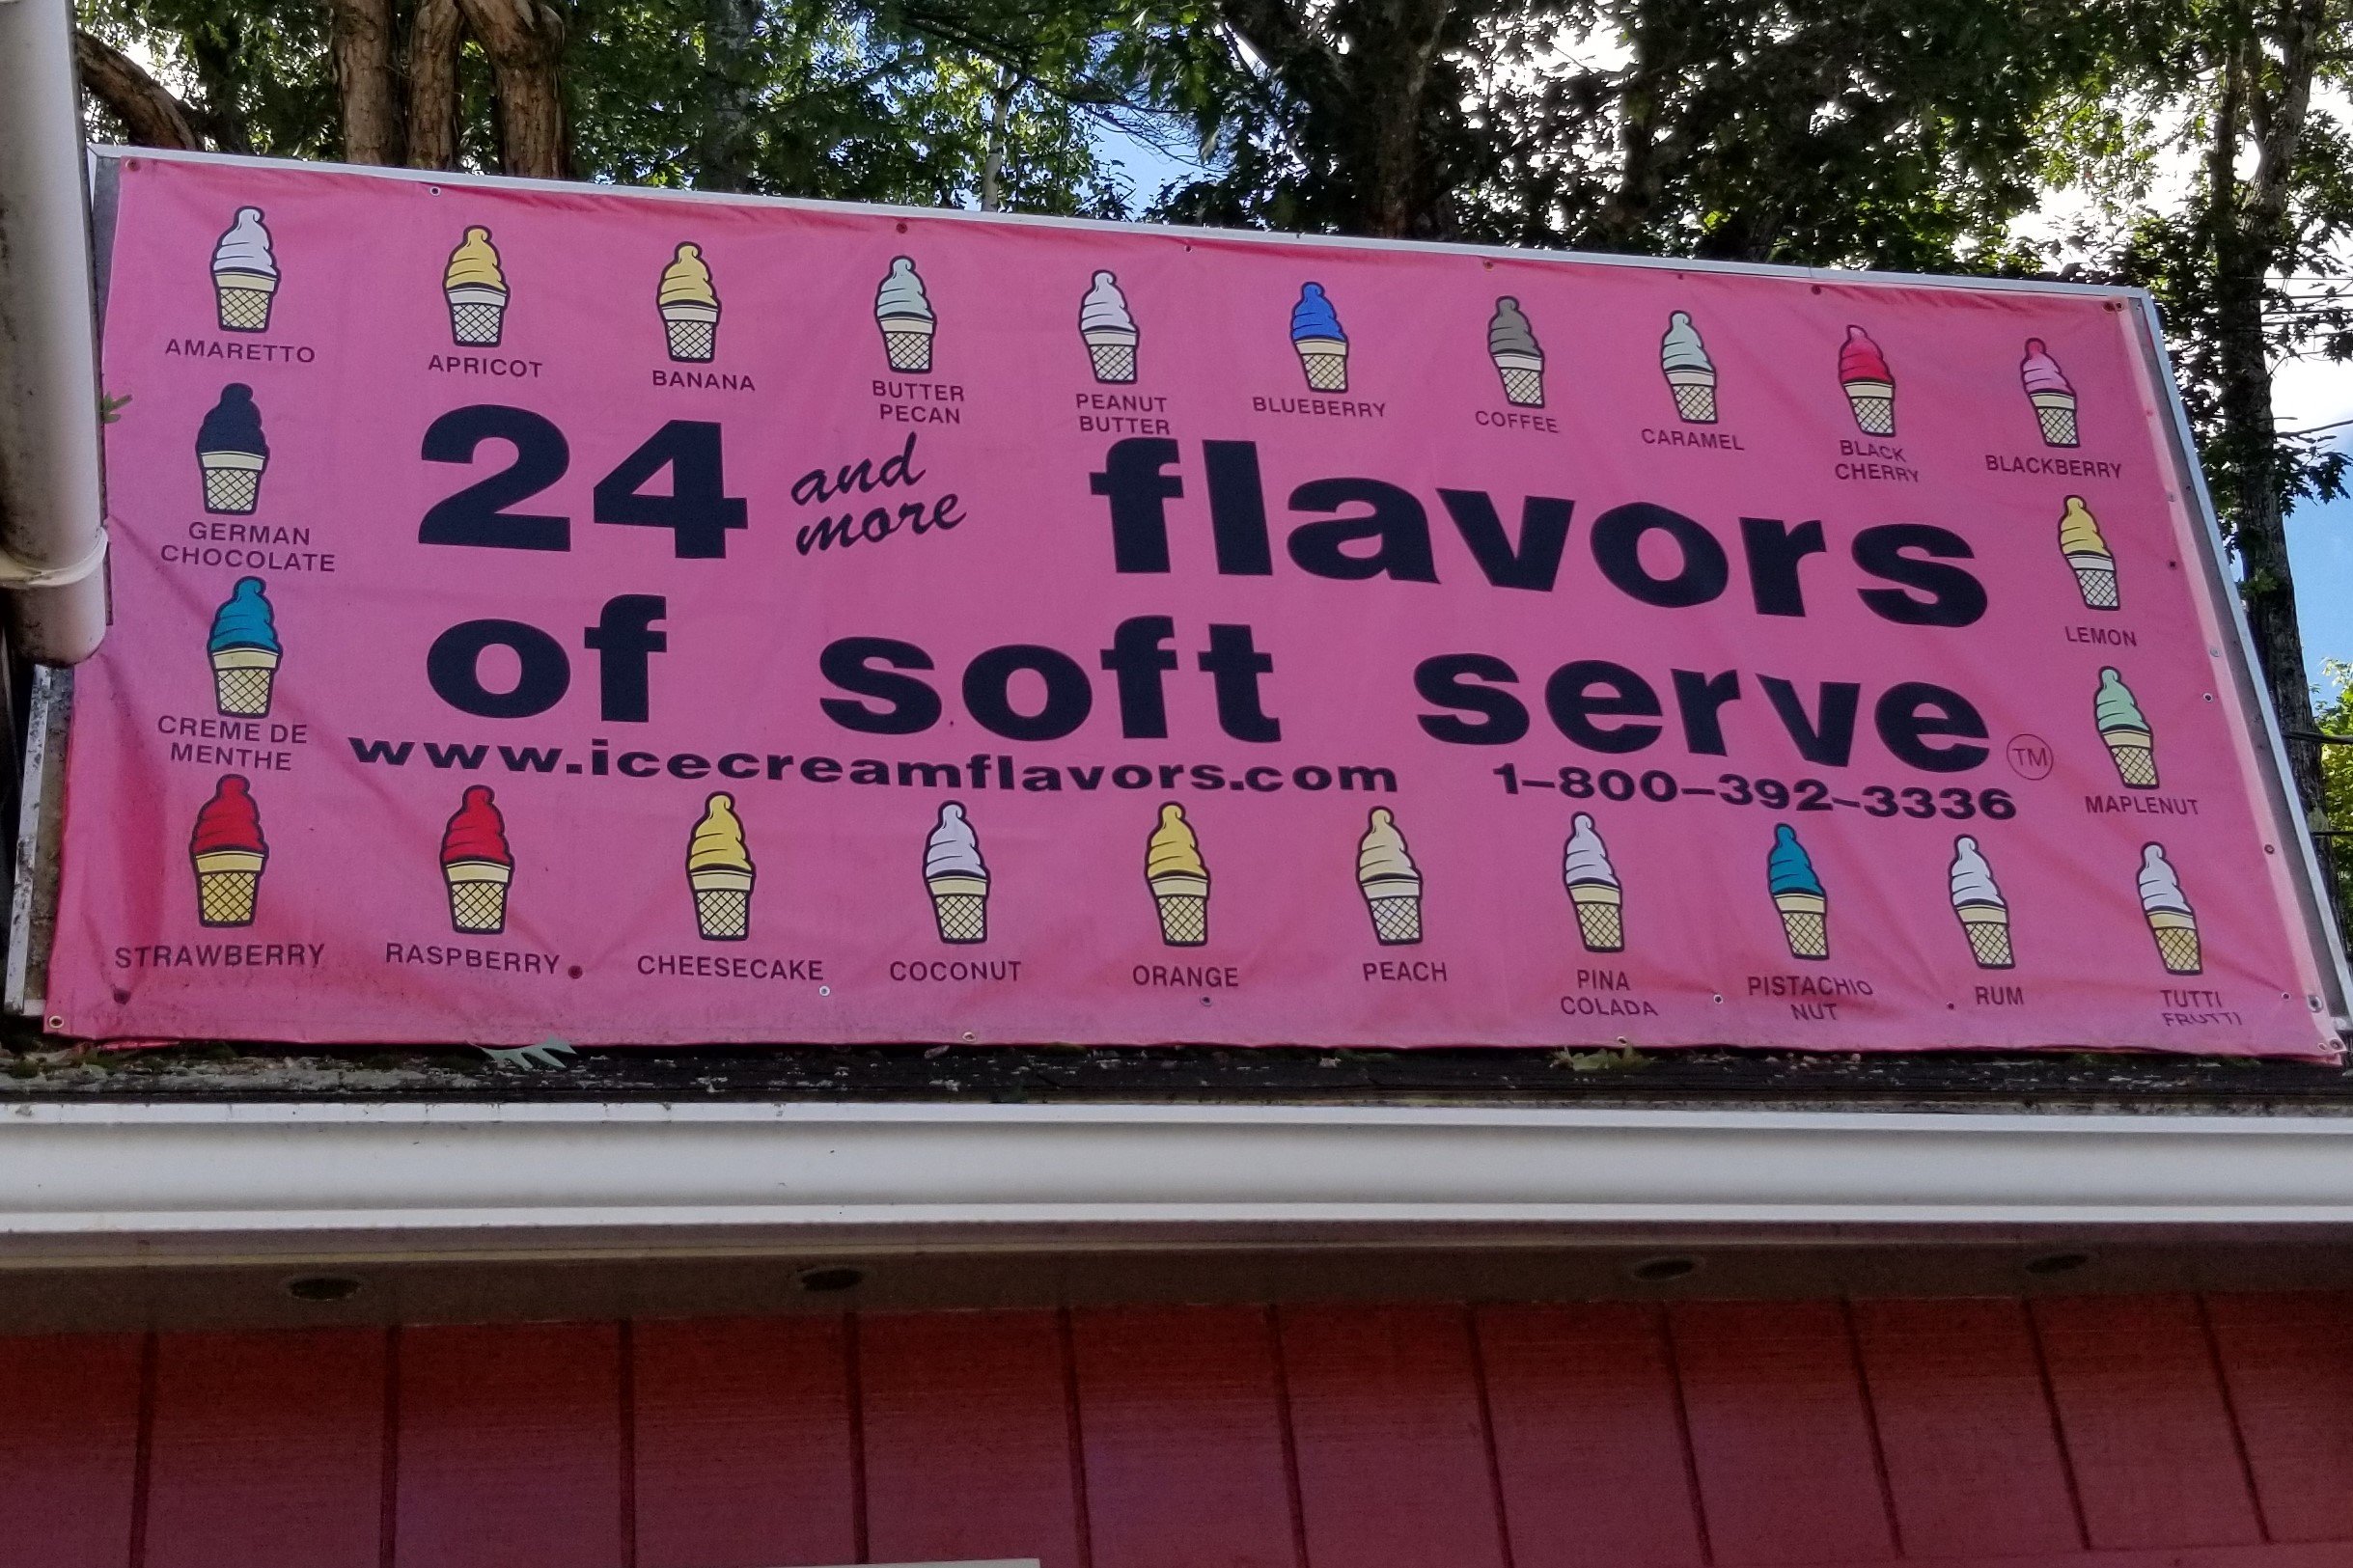 AMARETTO
APRICOT
BANANA
BUTTER
PECAN
PEANUT
BUTTER
BLUEBERRY
COFFEE
CARAMEL
BLACK
CHERRY
BLACKBERRY
GERMAN
CHOCOLATE
24 and more flavors
LEMON
of soft serve TM
CREME DE
MENTHE
www.icecreamflavors.com 1-800-392-3336
MAPLENUT
STRAWBERRY
RASPBERRY
CHEESECAKE
COCONUT
ORANGE
PEACH
PINA
COLADA
PISTACHIO
NUT
RUM
TUTTI
FRUTTI